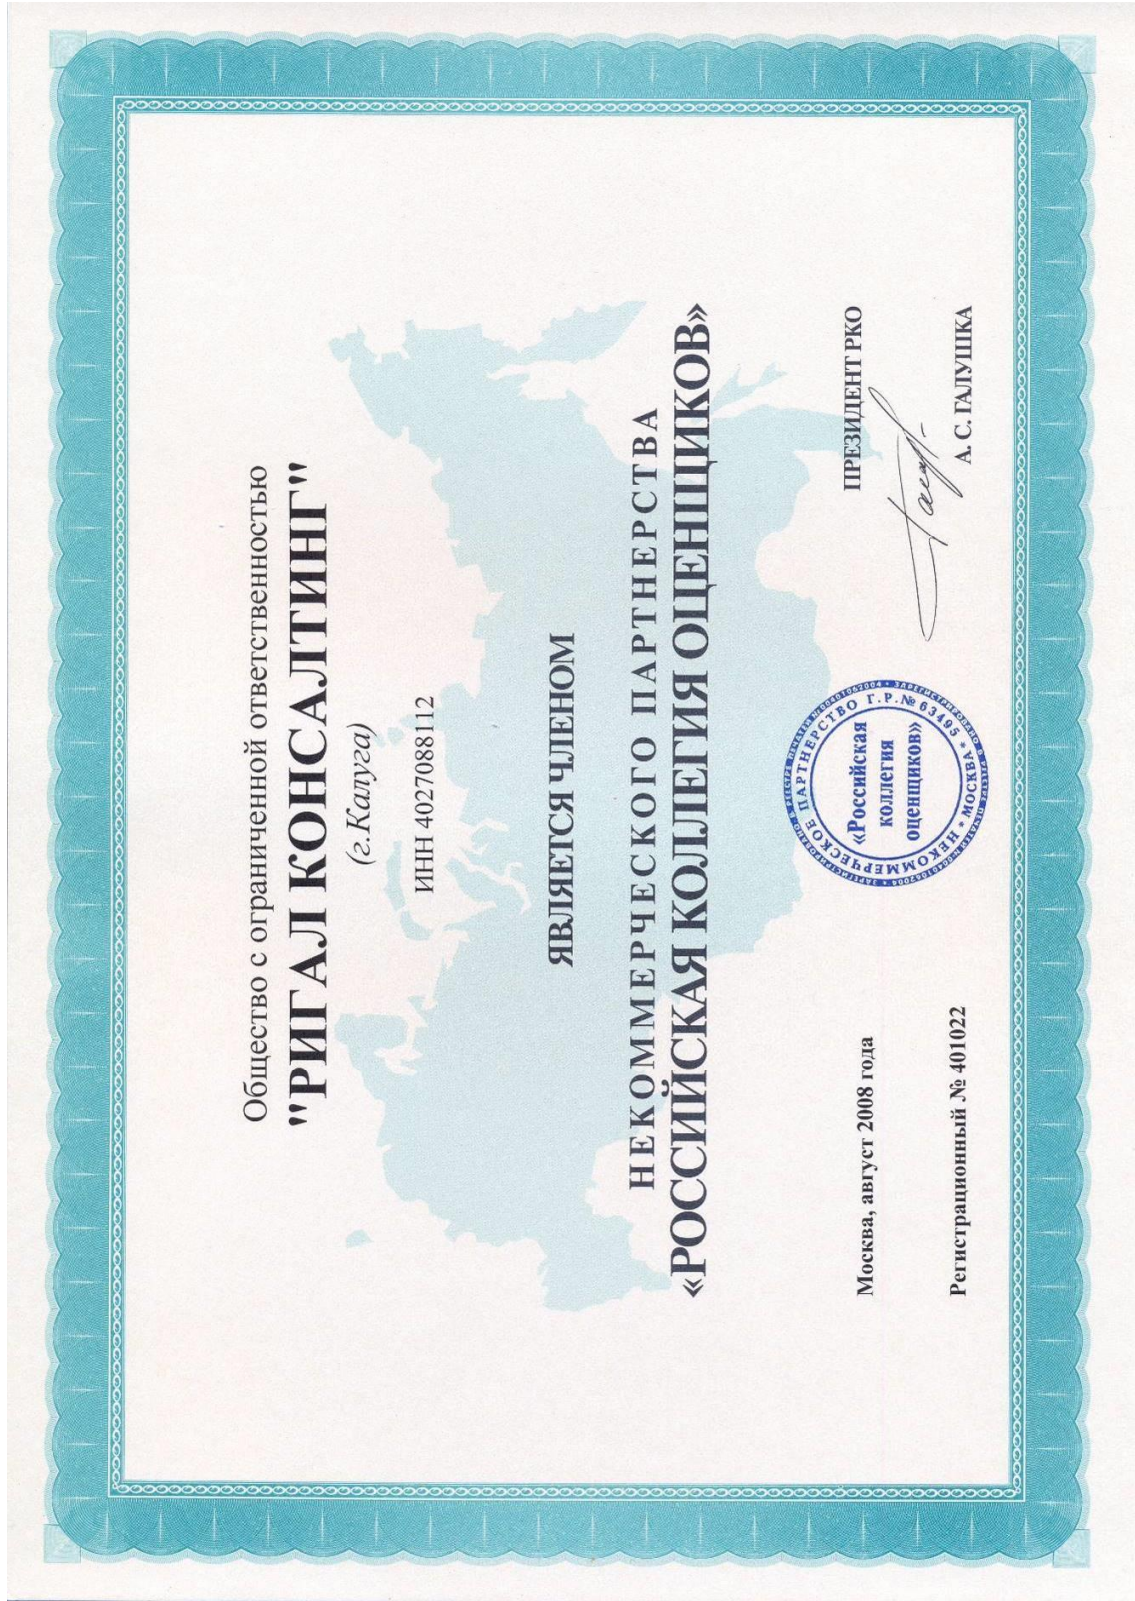 Общество с ограниченной ответственностью
"РИГАЛ КОНСАЛТИНГ"
(г.Калуга)
ИНН 4027088112
ЯВЛЯЕТСЯ ЧЛЕНОМ
НЕКОММЕРЧЕСКОГО ПАРТНЕРСТВА
«РОССИЙСКАЯ КОЛЛЕГИЯ ОЦЕНЩИКОВ»
Москва, август 2008 года
Регистрационный № 401022
НЕКОММЕРЧЕСКОЕ ПАРТНЕРСТВО Г.Р.№ 63495 * МОСКВА *
«Российская
коллегия
оценщиков»
ПРЕЗИДЕНТ РКО
А. С. ГАЛУШКА